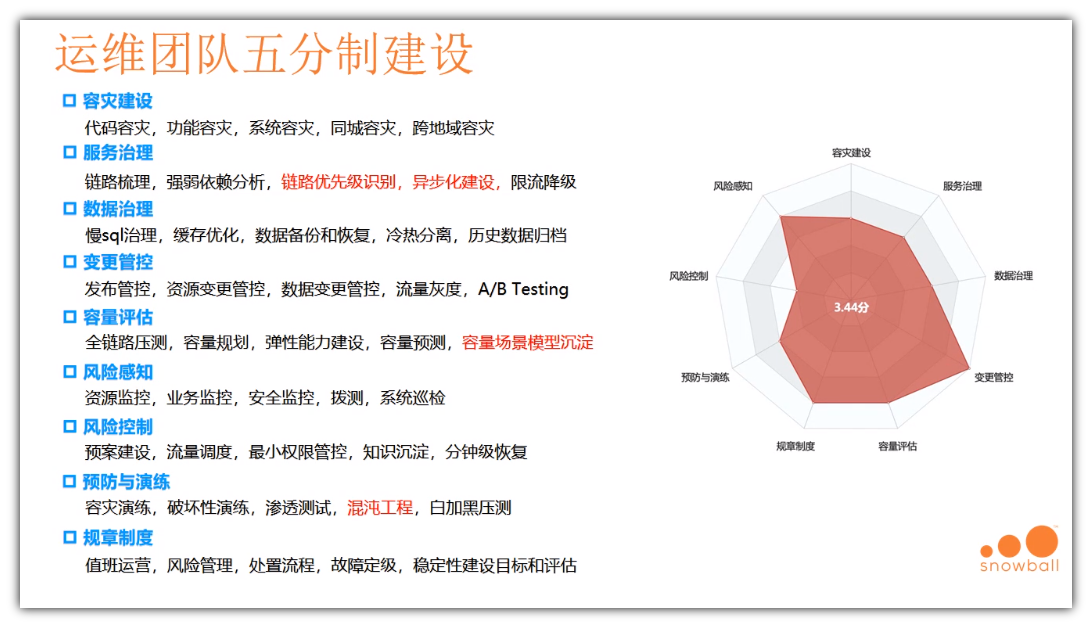 运维团队五分制建设
容灾建设
代码容灾，功能容灾，系统容灾，同城容灾，跨地域容灾
服务治理
链路梳理，强弱依赖分析，链路优先级识别，异步化建设，限流降级
数据治理
慢sql治理，缓存优化，数据备份和恢复，冷热分离，历史数据归档
变更管控
发布管控，资源变更管控，数据变更管控，流量灰度，A/B Testing
容量评估
全链路压测，容量规划，弹性能力建设，容量预测，容量场景模型沉淀
风险感知
资源监控，业务监控，安全监控，拨测，系统巡检
风险控制
预案建设，流量调度，最小权限管控，知识沉淀，分钟级恢复
预防与演练
容灾演练，破坏性演练，渗透测试，混沌工程，白加黑压测
规章制度
值班运营，风险管理，处置流程，故障定级，稳定性建设目标和评估
容灾建设
风险感知
服务治理
风险控制
数据治理
3.44分
预防与演练
变更管控
规章制度
容量评估
snowball